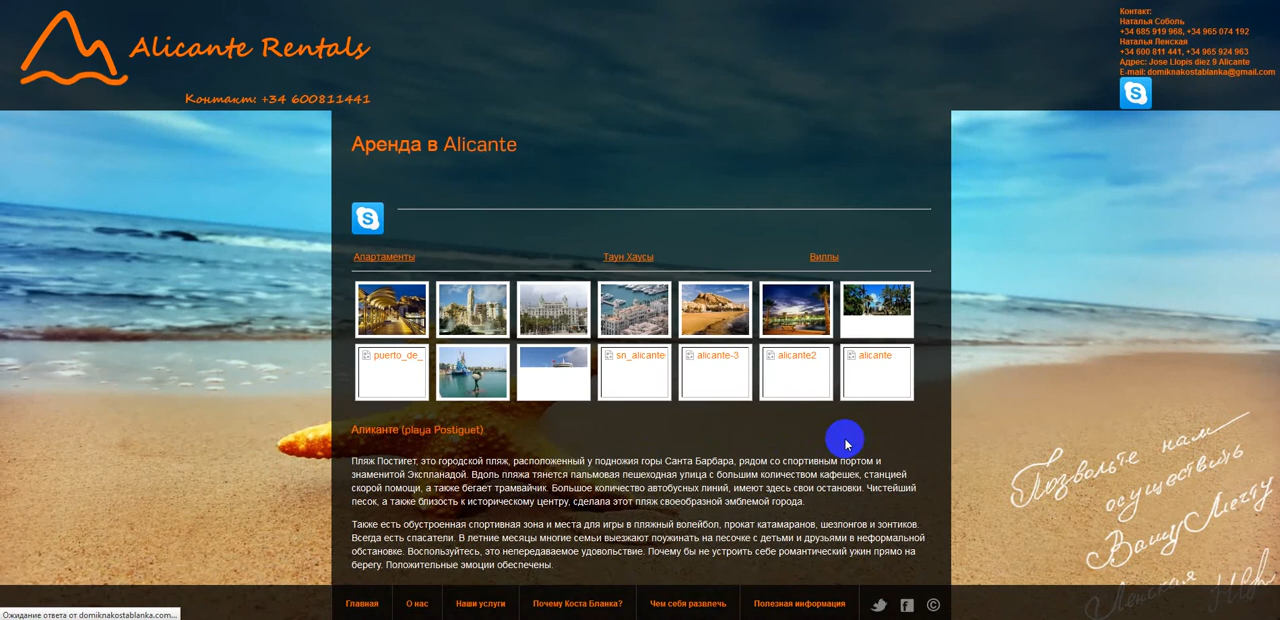 Alicante Rentals
Контакт: +34 600811441
Контакт:
Наталья Соболь
+34 685 919 968, +34 965 074 192
Наталья Ленская
+34 600 811 441, +34 965 924 963
Адрес: Jose Llopis diez 9 Alicante
E-mail: domiknakostablanka@gmail.com
Аренда в Alicante
Апартаменты Таун Хаусы Виллы
puerto_de_ sn_alicante alicante-3 alicante2 alicante
Аликанте (playa Postiguet)
Пляж Постигет, это городской пляж, расположенный у подножия горы Санта Барбара, рядом со спортивным портом и
знаменитой Экспланадой. Вдоль пляжа тянется пальмовая пешеходная улица с большим количеством кафешек, станцией
скорой помощи, а также бегает трамвайчик. Большое количество автобусных линий, имеют здесь свои остановки. Чистейший
песок, а также близость к историческому центру, сделала этот пляж своеобразной эмблемой города.
Также есть обустроенная спортивная зона и места для игры в пляжный волейбол, прокат катамаранов, шезлонгов и зонтиков.
Всегда есть спасатели. В летние месяцы многие семьи выезжают поужинать на песочке с детьми и друзьями в неформальной
обстановке. Воспользуйтесь, это непередаваемое удовольствие. Почему бы не устроить себе романтический ужин прямо на
берегу. Положительные эмоции обеспечены.
Позвольте нам
осуществить
Вашу Мечту
Ленская
Главная О нас Наши услуги Почему Коста Бланка? Чем себя развлечь Полезная информация
Ожидание ответа от domiknakostablanka.com...